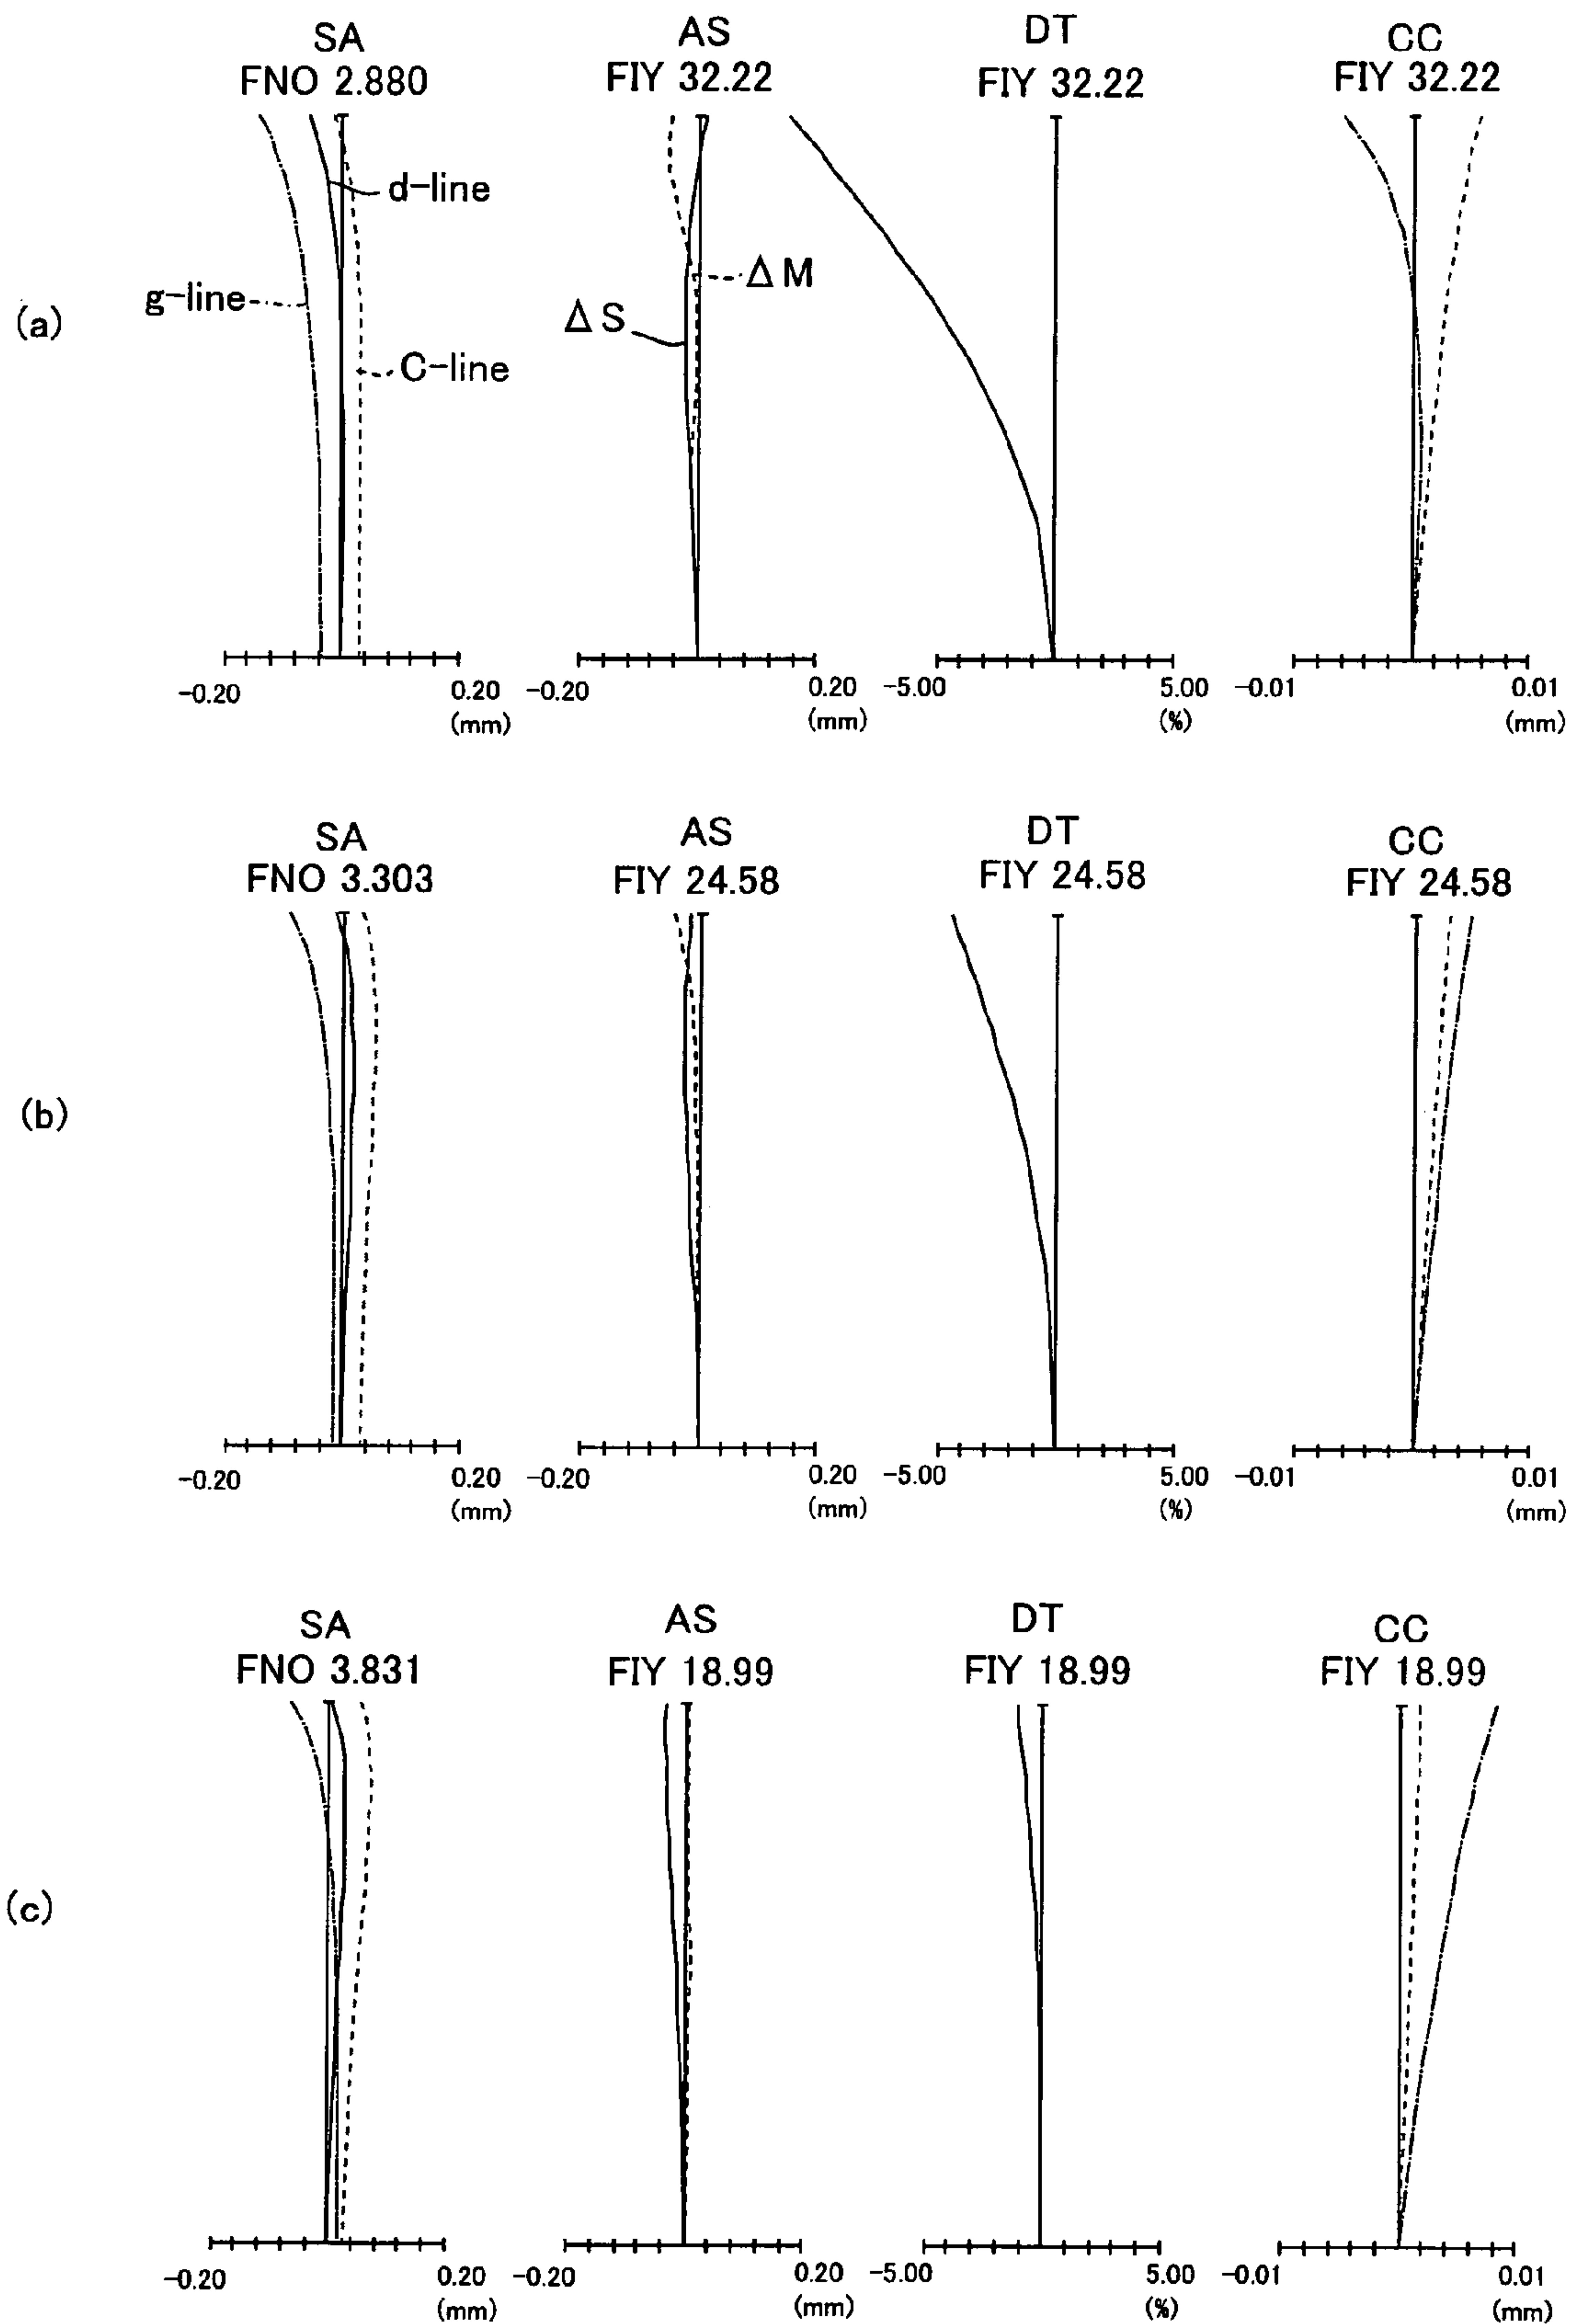 SA
FNO 2.880
AS
FIY 32.22
DT
FIY 32.22
CC
FIY 32.22
(a)
d-line
g-line
C-line
ΔM
ΔS
-0.20
0.20
(mm)
-0.20
0.20
(mm)
-5.00
5.00
(%)
-0.01
0.01
(mm)
SA
FNO 3.303
AS
FIY 24.58
DT
FIY 24.58
CC
FIY 24.58
(b)
-0.20
0.20
(mm)
-0.20
0.20
(mm)
-5.00
5.00
(%)
-0.01
0.01
(mm)
SA
FNO 3.831
AS
FIY 18.99
DT
FIY 18.99
CC
FIY 18.99
(c)
-0.20
0.20
(mm)
-0.20
0.20
(mm)
-5.00
5.00
(%)
-0.01
0.01
(mm)